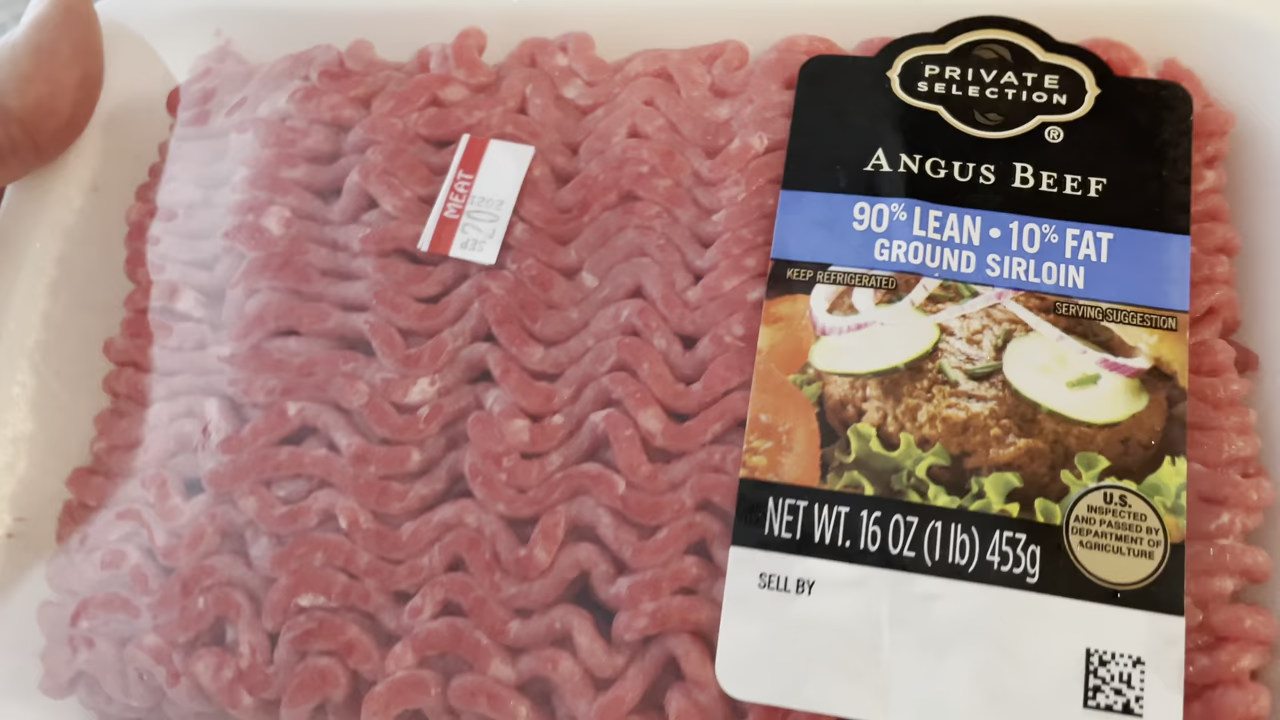 PRIVATE
SELECTION
®
ANGUS BEEF
90% LEAN • 10% FAT
GROUND SIRLOIN
KEEP REFRIGERATED
SERVING SUGGESTION
MEAT
NET WT. 16 OZ (1 lb) 453g
U.S.
INSPECTED
AND PASSED BY
DEPARTMENT OF
AGRICULTURE
SELL BY